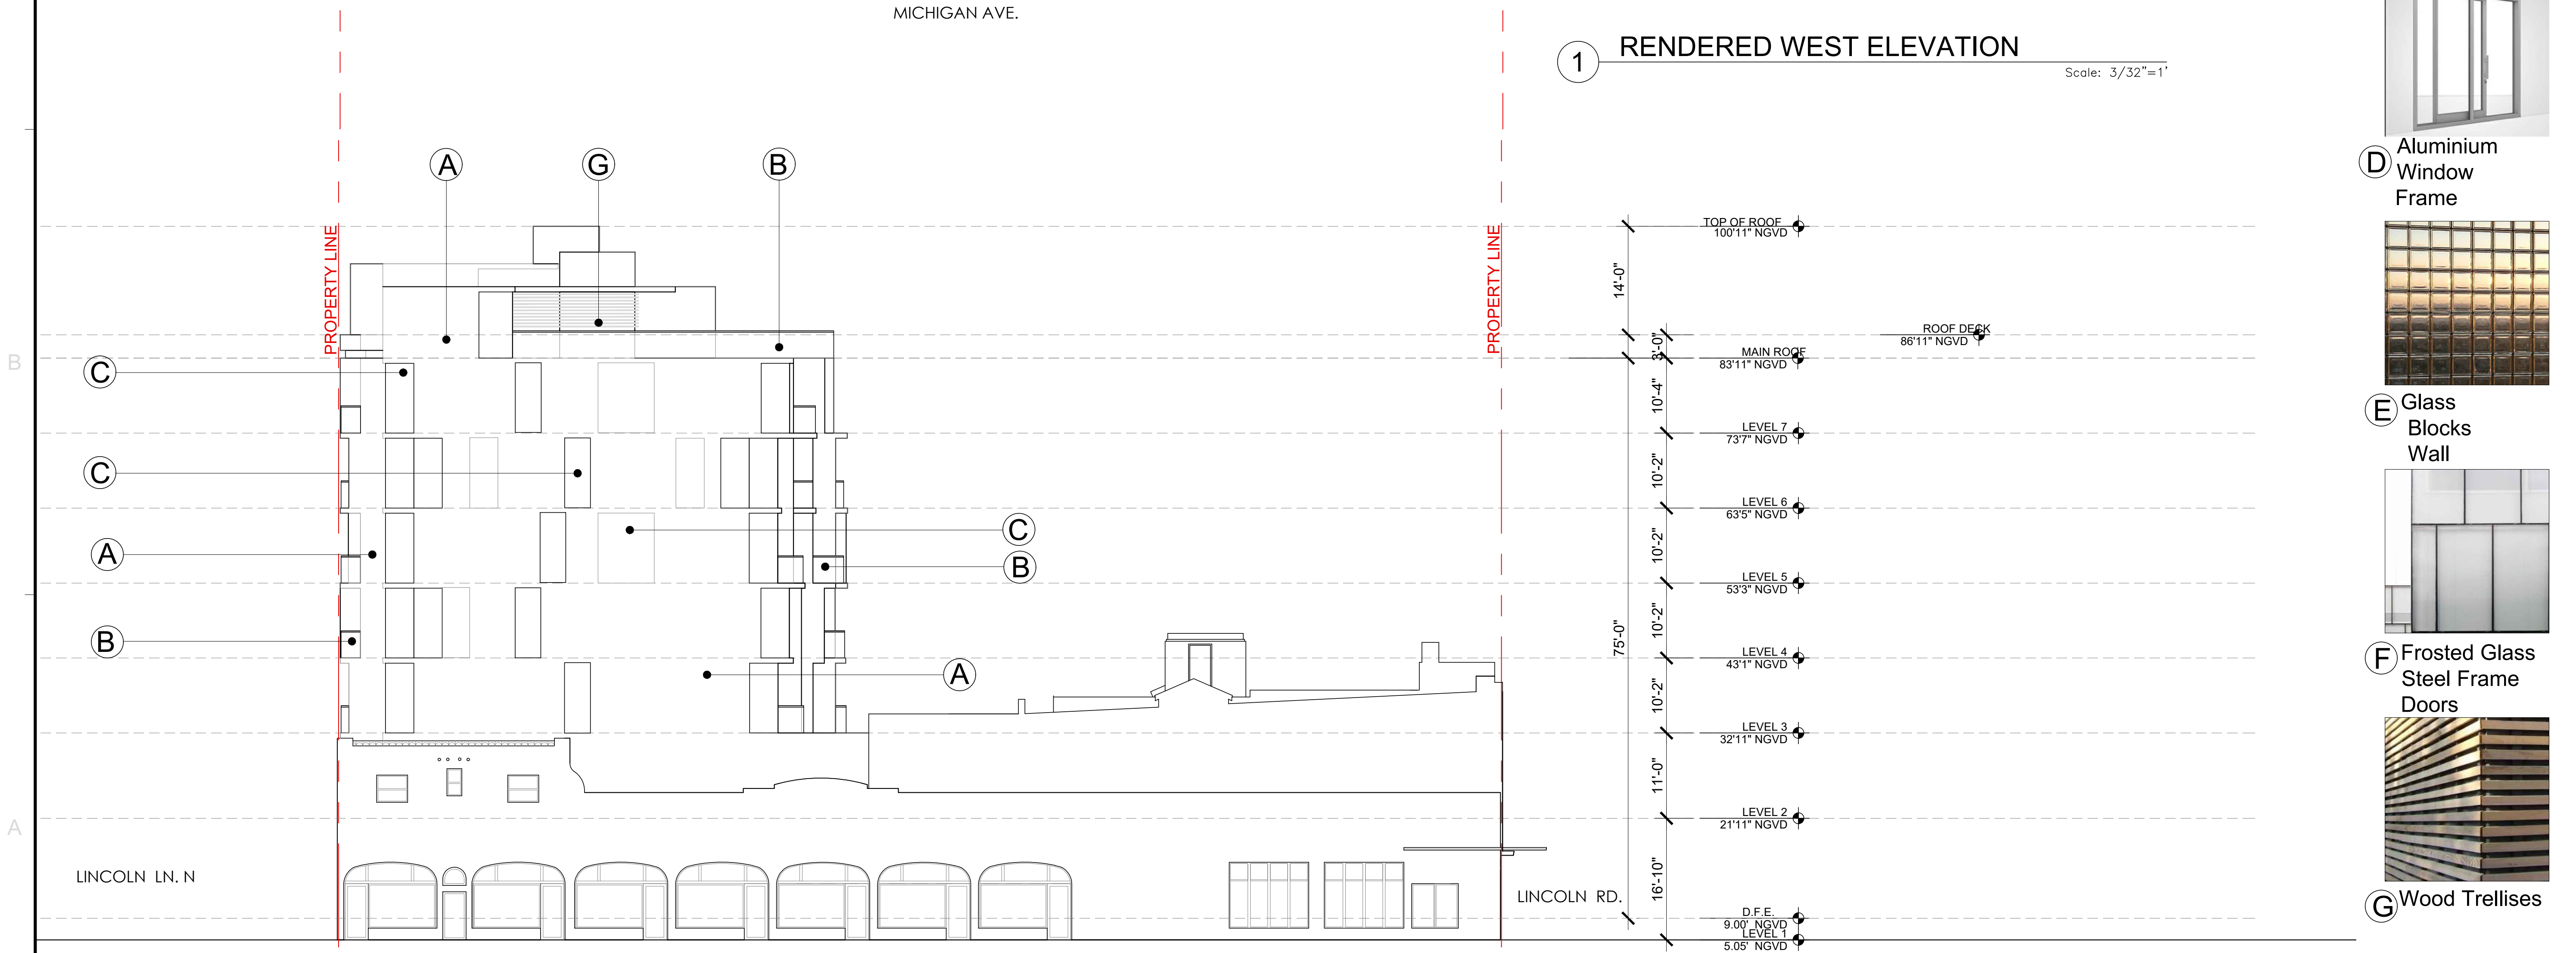 MICHIGAN AVE.
1
RENDERED WEST ELEVATION
Scale: 3/32"=1'
D
Aluminium
Window
Frame
A
G
B
PROPERTY LINE
PROPERTY LINE
TOP OF ROOF
100'11" NGVD
14'-0"
ROOF DECK
86'11" NGVD
3'-0"
MAIN ROOF
83'11" NGVD
B
C
10'-4"
E
Glass
Blocks
Wall
LEVEL 7
73'7" NGVD
C
10'-2"
LEVEL 6
63'5" NGVD
C
A
B
10'-2"
LEVEL 5
53'3" NGVD
B
10'-2"
75'-0"
LEVEL 4
43'1" NGVD
F
Frosted Glass
Steel Frame
Doors
A
10'-2"
LEVEL 3
32'11" NGVD
11'-0"
LEVEL 2
21'11" NGVD
A
LINCOLN LN. N
LINCOLN RD.
16'-10"
D.F.E.
9.00' NGVD
LEVEL 1
5.05' NGVD
G
Wood Trellises